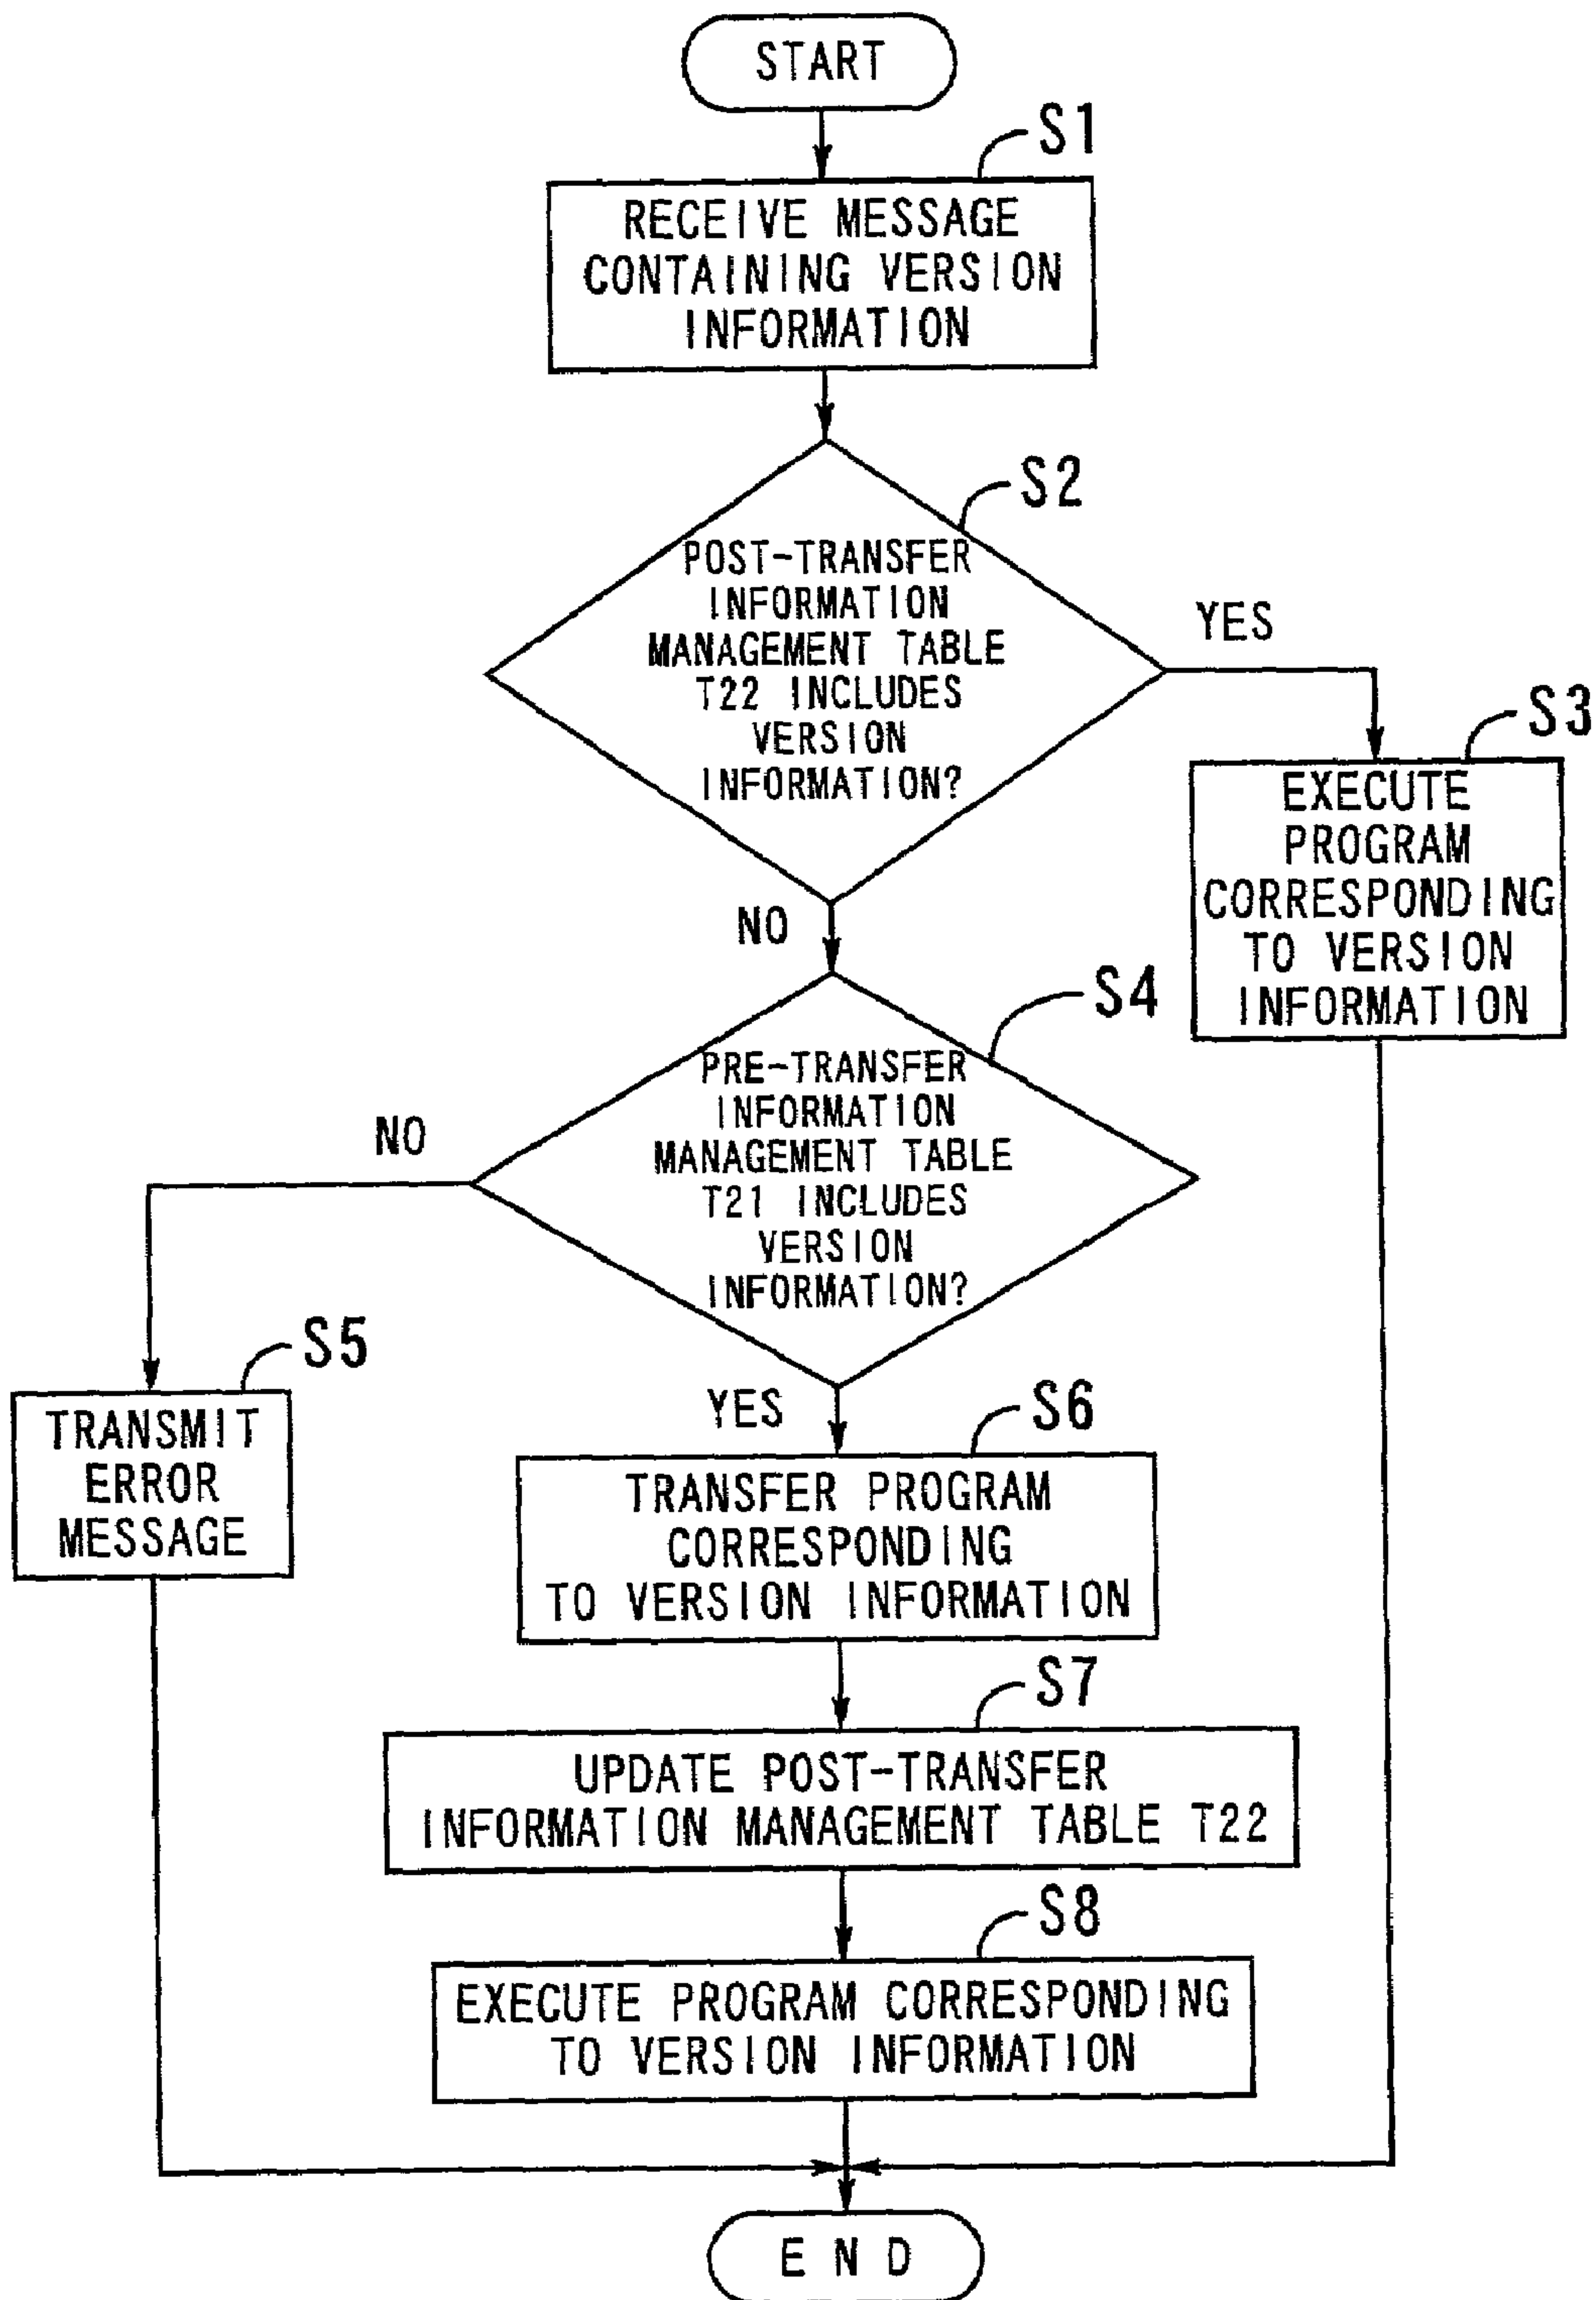 START
S1
RECEIVE MESSAGE
CONTAINING VERSION
INFORMATION
S2
POST-TRANSFER
INFORMATION
MANAGEMENT TABLE
T22 INCLUDES
VERSION
INFORMATION?
YES
S3
EXECUTE
PROGRAM
CORRESPONDING
TO VERSION
INFORMATION
NO
S4
PRE-TRANSFER
INFORMATION
MANAGEMENT TABLE
T21 INCLUDES
VERSION
INFORMATION?
NO
S5
TRANSMIT
ERROR
MESSAGE
YES
S6
TRANSFER PROGRAM
CORRESPONDING
TO VERSION INFORMATION
S7
UPDATE POST-TRANSFER
INFORMATION MANAGEMENT TABLE T22
S8
EXECUTE PROGRAM CORRESPONDING
TO VERSION INFORMATION
END